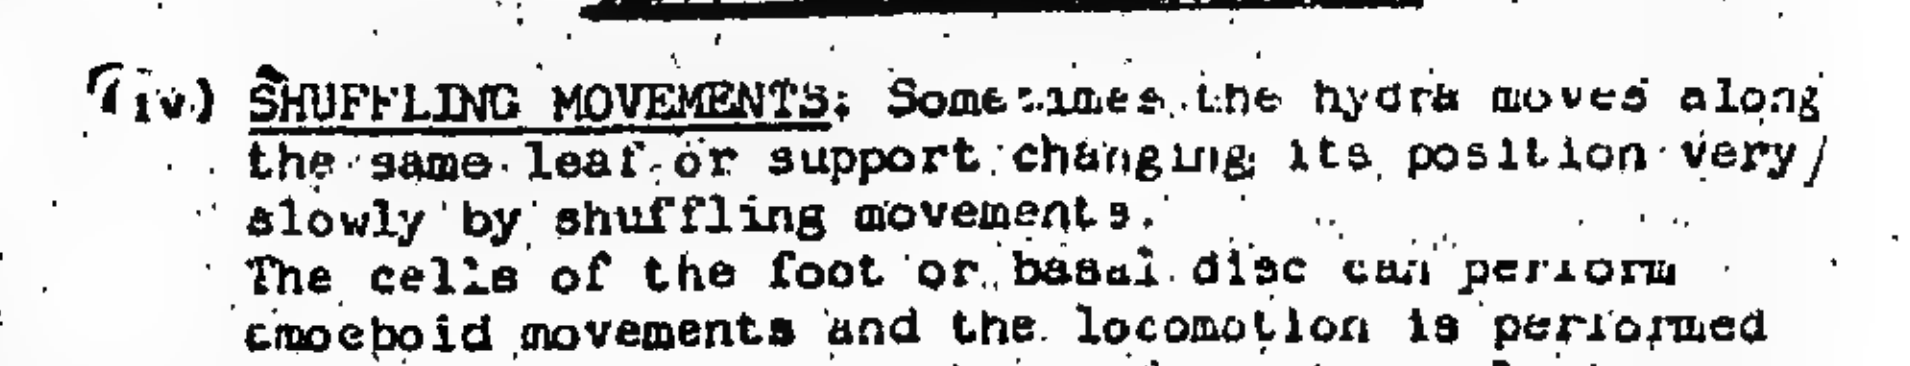 (iv) SHUFFLING MOVEMENTS: Sometimes the hydra moves along
the same leaf or support changing its position very
slowly by shuffling movements.
The cells of the foot or basal disc can perform
amoeboid movements and the locomotion is performed